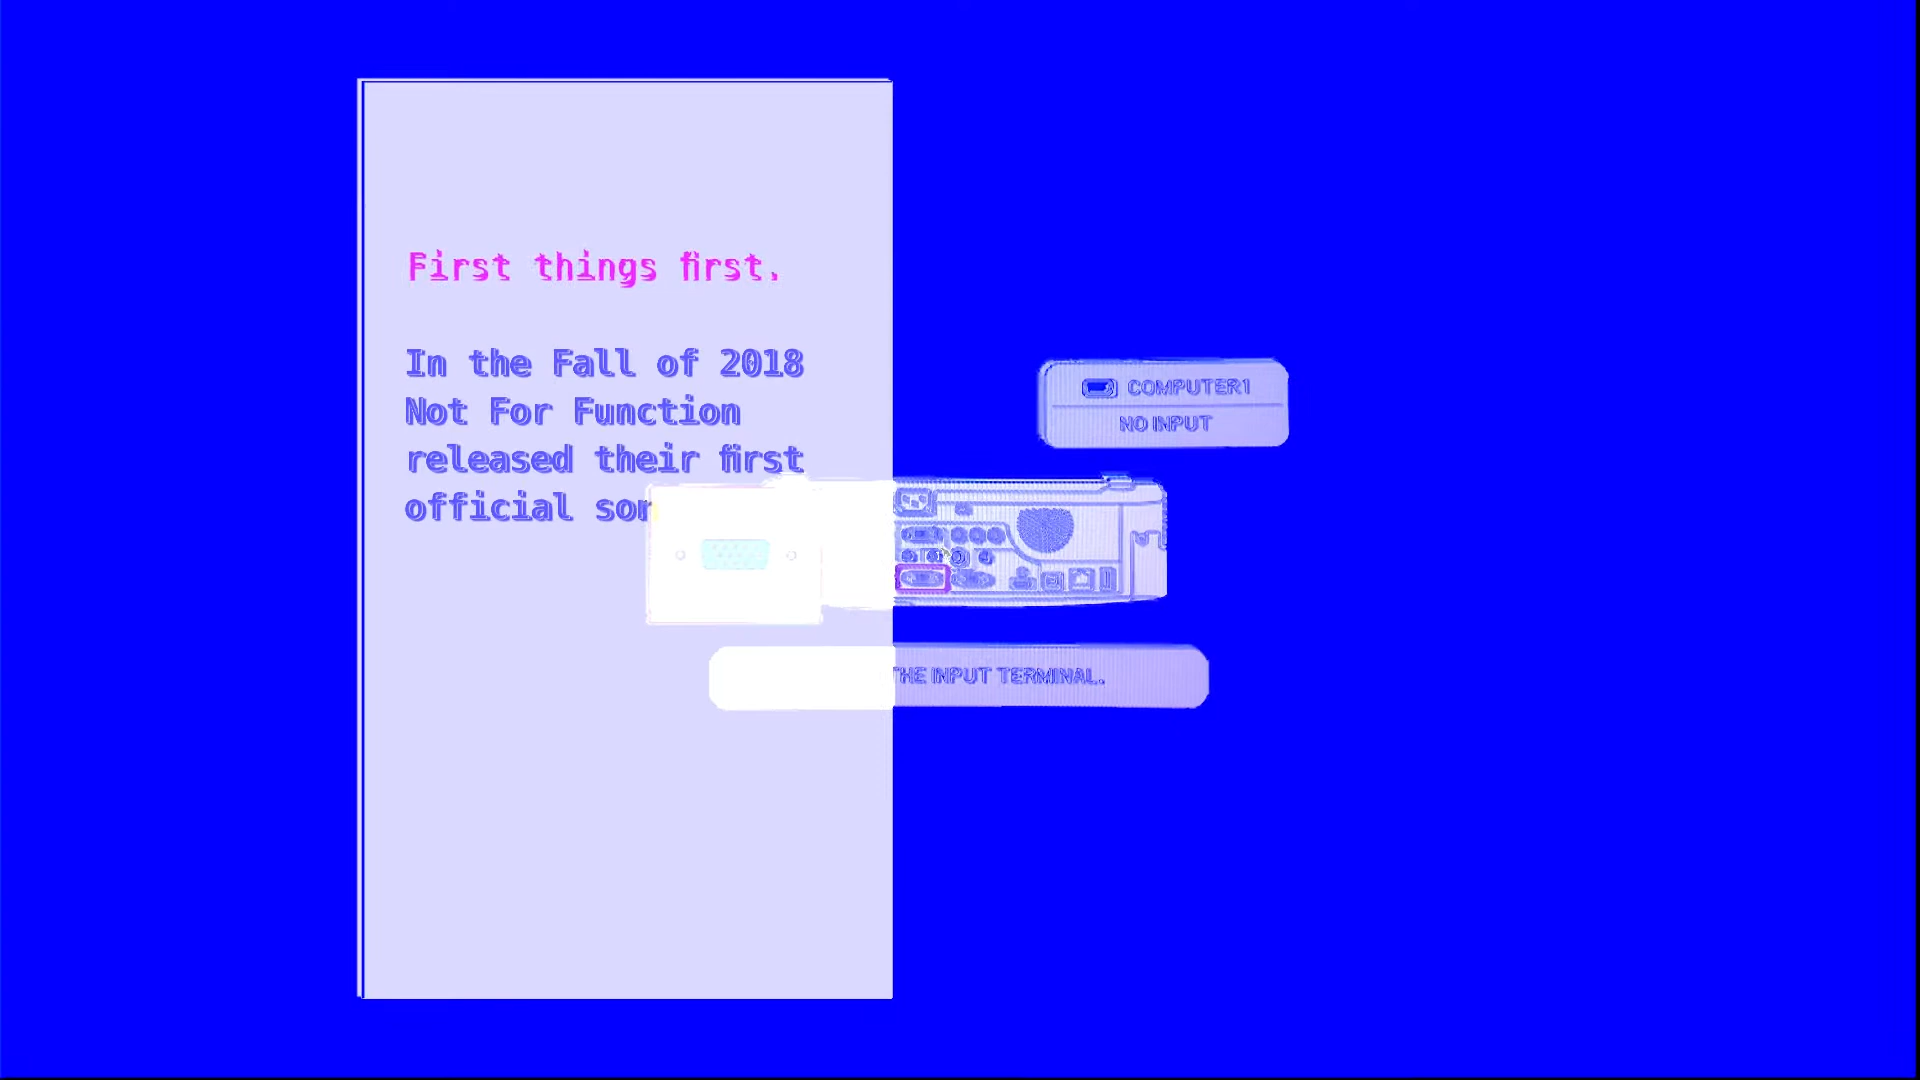 First things first.
In the Fall of 2018
Not For Function
released their first
official
COMPUTER1
NO INPUT
THE INPUT TERMINAL.